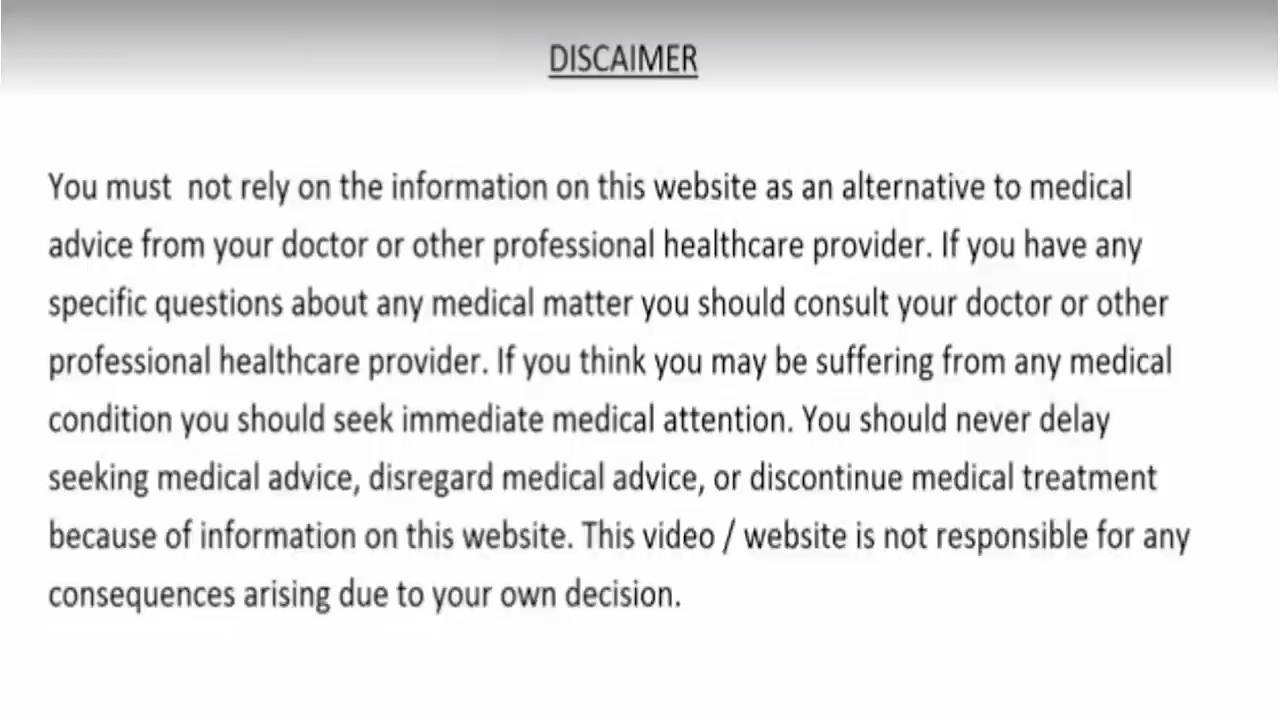 DISCAIMER
You must  not rely on the information on this website as an alternative to medical
advice from your doctor or other professional healthcare provider. If you have any
specific questions about any medical matter you should consult your doctor or other
professional healthcare provider. If you think you may be suffering from any medical
condition you should seek immediate medical attention. You should never delay
seeking medical advice, disregard medical advice, or discontinue medical treatment
because of information on this website. This video / website is not responsible for any
consequences arising due to your own decision.